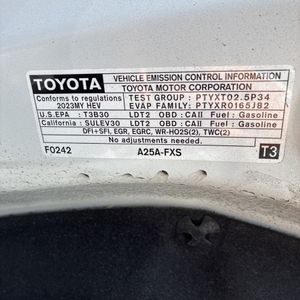 TOYOTA
VEHICLE EMISSION CONTROL INFORMATION
TOYOTA MOTOR CORPORATION
Conforms to regulations
2023MY HEV
TEST GROUP : PTYXT02.5P34
EVAP FAMILY: PTYXR0165J82
U.S.EPA : T3B30 LDT2 OBD : CAII Fuel : Gasoline
California : SULEV30 LDT2 OBD : CAII Fuel : Gasoline
DFI+SFI, EGR, EGRC, WR-HO2S(2), TWC(2)
No adjustments needed.
F0242 A25A-FXS T3